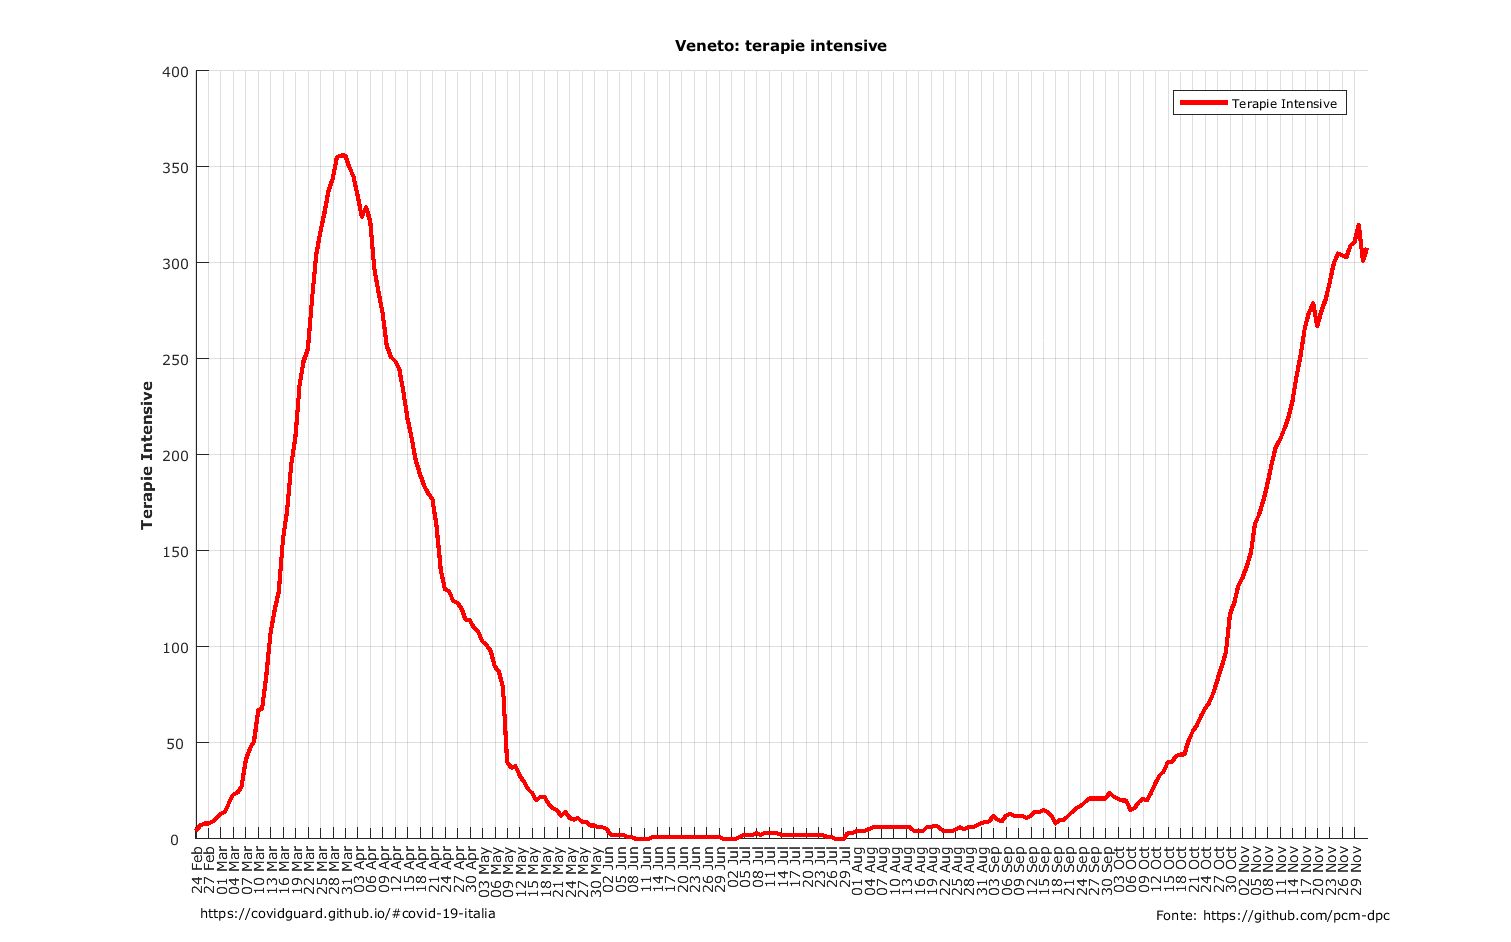 Veneto: terapie intensive
Terapie Intensive
Terapie Intensive
400
350
300
250
200
150
100
50
0
24 Feb
27 Feb
01 Mar
04 Mar
07 Mar
10 Mar
13 Mar
16 Mar
19 Mar
22 Mar
25 Mar
28 Mar
31 Mar
03 Apr
06 Apr
09 Apr
12 Apr
15 Apr
18 Apr
21 Apr
24 Apr
27 Apr
30 Apr
03 May
06 May
09 May
12 May
15 May
18 May
21 May
24 May
27 May
30 May
02 Jun
05 Jun
08 Jun
11 Jun
14 Jun
17 Jun
20 Jun
23 Jun
26 Jun
29 Jun
02 Jul
05 Jul
08 Jul
11 Jul
14 Jul
17 Jul
20 Jul
23 Jul
26 Jul
29 Jul
01 Aug
04 Aug
07 Aug
10 Aug
13 Aug
16 Aug
19 Aug
22 Aug
25 Aug
28 Aug
31 Aug
03 Sep
06 Sep
09 Sep
12 Sep
15 Sep
18 Sep
21 Sep
24 Sep
27 Sep
30 Sep
03 Oct
06 Oct
09 Oct
12 Oct
15 Oct
18 Oct
21 Oct
24 Oct
27 Oct
30 Oct
02 Nov
05 Nov
08 Nov
11 Nov
14 Nov
17 Nov
20 Nov
23 Nov
26 Nov
29 Nov
https://covidguard.github.io/#covid-19-italia
Fonte: https://github.com/pcm-dpc